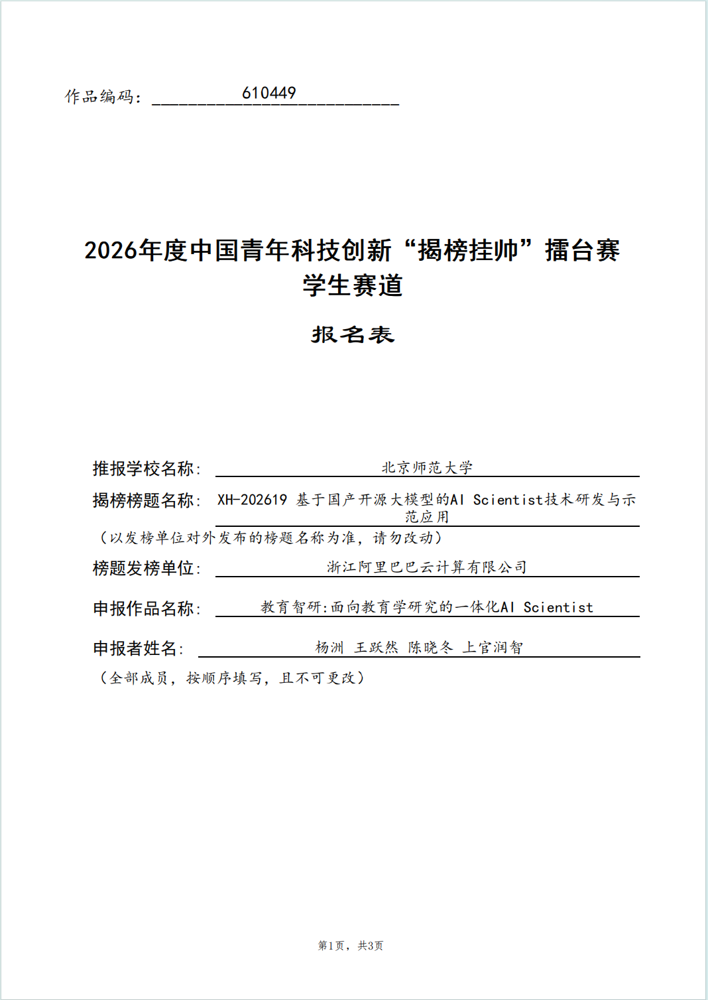 作品编码：610449
2026年度中国青年科技创新“揭榜挂帅”擂台赛
学生赛道
报名表
推报学校名称：北京师范大学
揭榜榜题名称：XH-202619 基于国产开源大模型的AI Scientist技术研发与示
范应用
（以发榜单位对外发布的榜题名称为准，请勿改动）
榜题发榜单位：浙江阿里巴巴云计算有限公司
申报作品名称：教育智研:面向教育学研究的一体化AI Scientist
申报者姓名：杨洲 王跃然 陈晓冬 上官润智
（全部成员，按顺序填写，且不可更改）
第1页，共3页